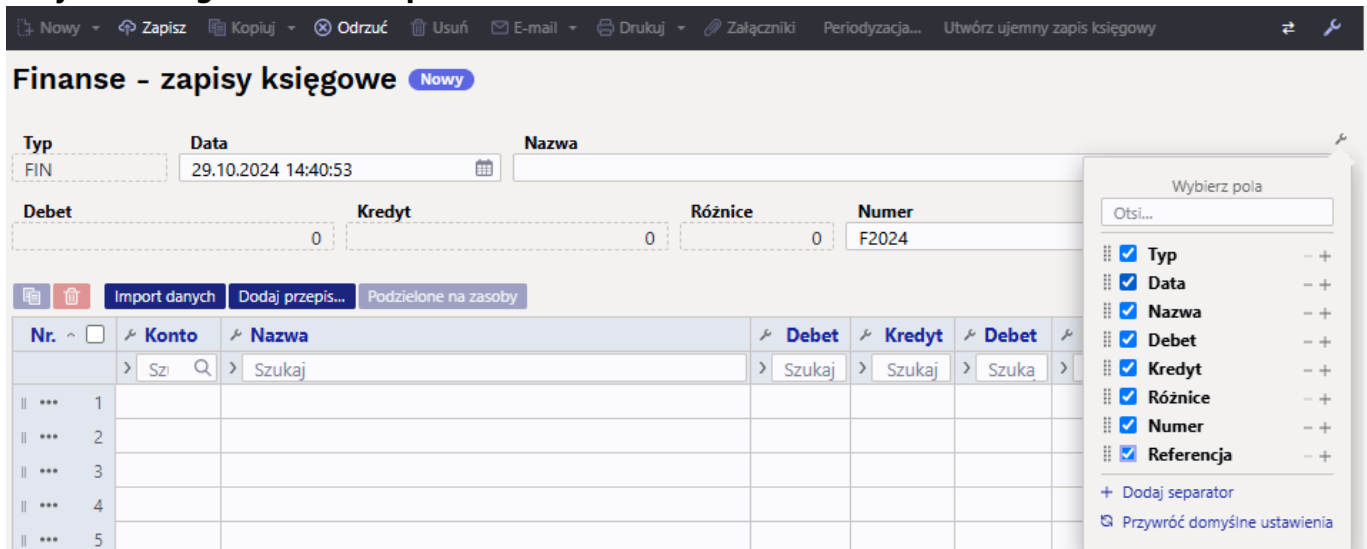 Nowy Zapisz Kopiuj Odrzuć Usuń E-mail Drukuj Załączniki Periodyzacja... Utwórz ujemny zapis księgowy
Finanse - zapisy księgowe Nowy
Typ Data Nazwa
FIN 29.10.2024 14:40:53
Debet Kredyt Różnice Numer
0 0 0 F2024
Import danych Dodaj przepis... Podzielone na zasoby
Nr. Konto Nazwa Debet Kredyt Debet
Szu Szukaj Szukaj Szukaj Szuka
1
2
3
4
5
Wybierz pola
Otsi...
Typ
Data
Nazwa
Debet
Kredyt
Różnice
Numer
Referencja
+ Dodaj separator
Przywróć domyślne ustawienia